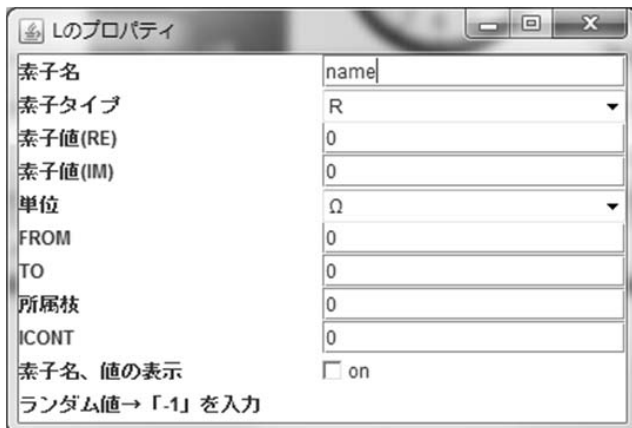 Lのプロパティ
素子名 name
素子タイプ R
素子値(RE) 0
素子値(IM) 0
単位 Ω
FROM 0
TO 0
所属枝 0
ICONT 0
素子名、値の表示 on
ランダム値→「-1」を入力